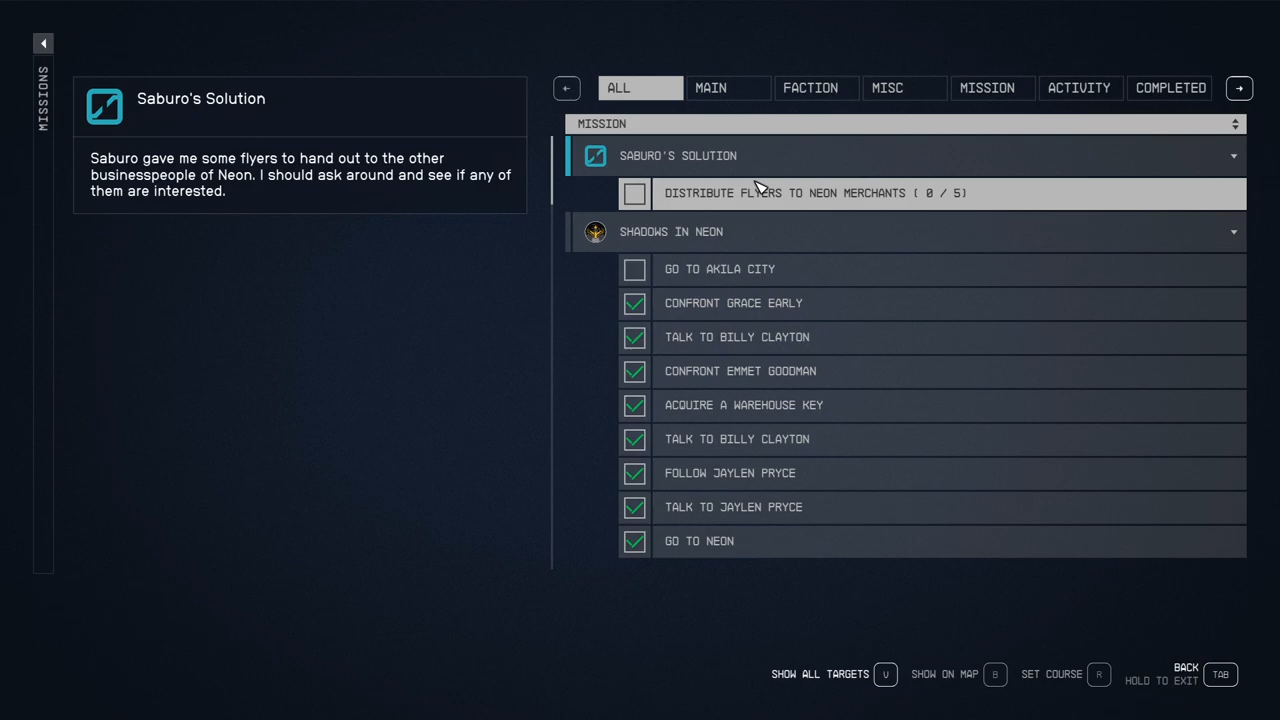 MISSIONS
Saburo's Solution
Saburo gave me some flyers to hand out to the other
businesspeople of Neon. I should ask around and see if any of
them are interested.
ALL MAIN FACTION MISC MISSION ACTIVITY COMPLETED
MISSION
SABURO'S SOLUTION
DISTRIBUTE FLYERS TO NEON MERCHANTS ( 0 / 5)
SHADOWS IN NEON
GO TO AKILA CITY
CONFRONT GRACE EARLY
TALK TO BILLY CLAYTON
CONFRONT EMMET GOODMAN
ACQUIRE A WAREHOUSE KEY
TALK TO BILLY CLAYTON
FOLLOW JAYLEN PRYCE
TALK TO JAYLEN PRYCE
GO TO NEON
SHOW ALL TARGETS V SHOW ON MAP B SET COURSE R BACK TAB
HOLD TO EXIT